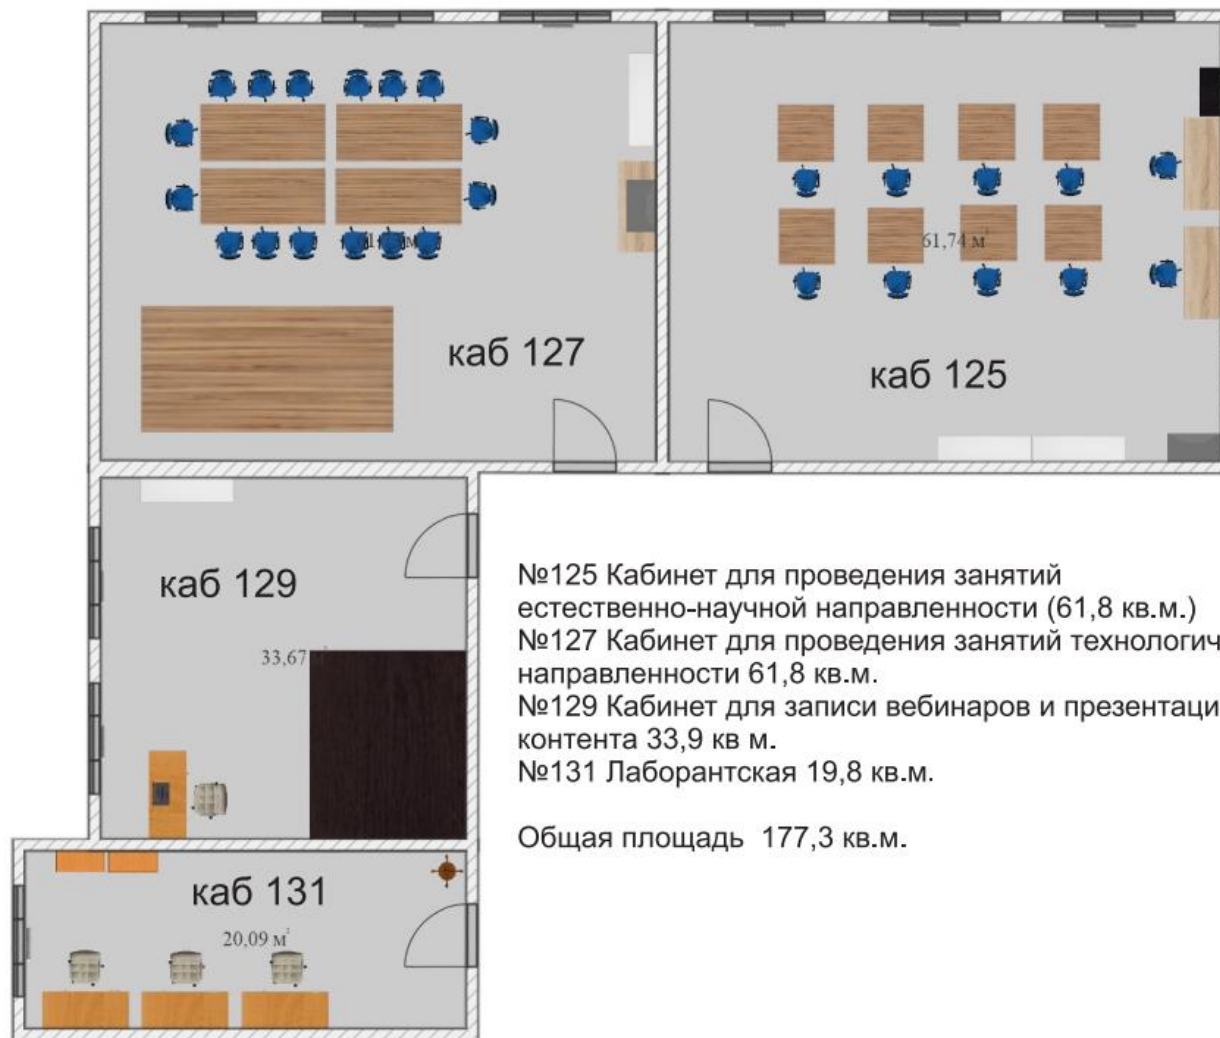 61,74 м²
каб 127
каб 125
каб 129
33,67
№125 Кабинет для проведения занятий
естественно-научной направленности (61,8 кв.м.)
№127 Кабинет для проведения занятий технологич
направленности 61,8 кв.м.
№129 Кабинет для записи вебинаров и презентаци
контента 33,9 кв м.
№131 Лаборантская 19,8 кв.м.
Общая площадь 177,3 кв.м.
каб 131
20,09 м²